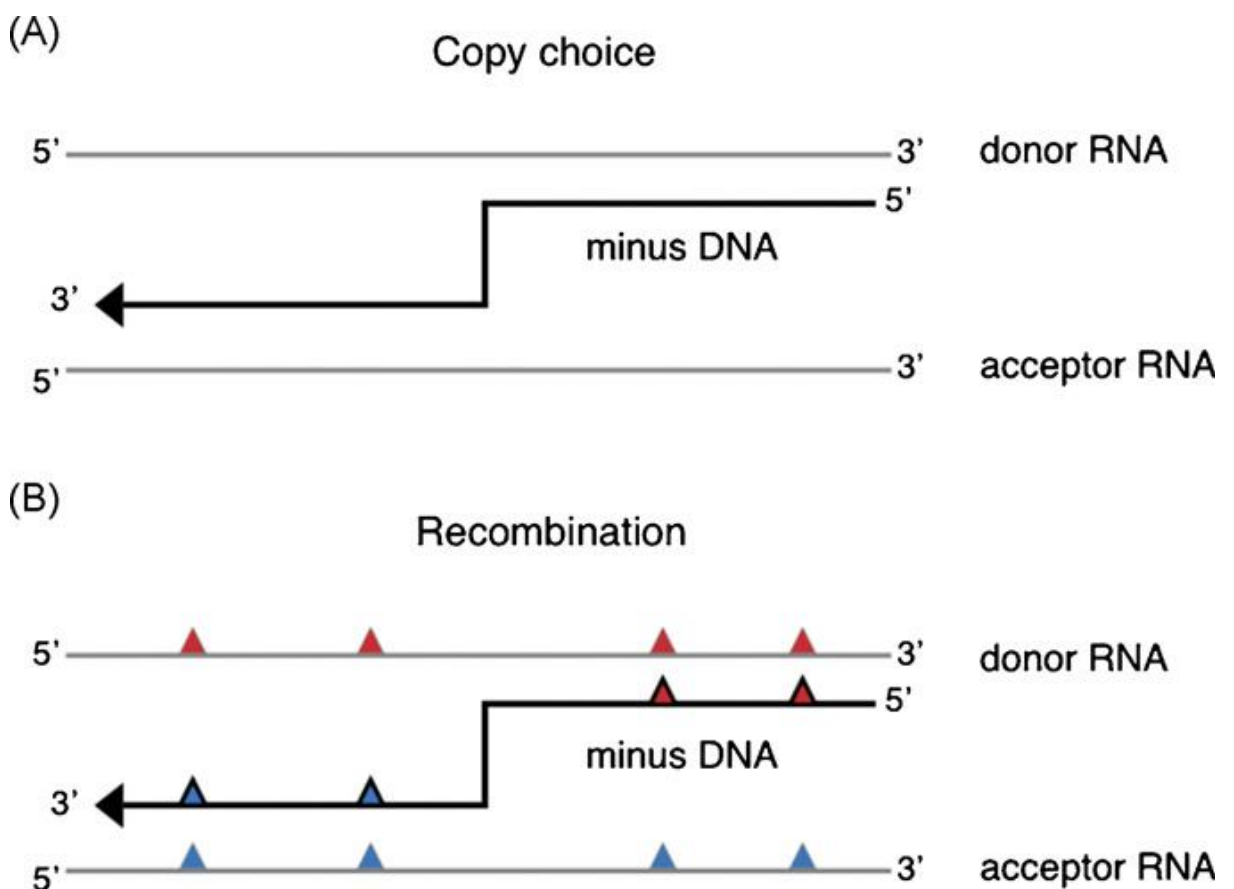 (A)
Copy choice
5’ 3’ donor RNA
5’
minus DNA
3’
5’ 3’ acceptor RNA
(B)
Recombination
5’ 3’ donor RNA
5’
minus DNA
3’
5’ 3’ acceptor RNA